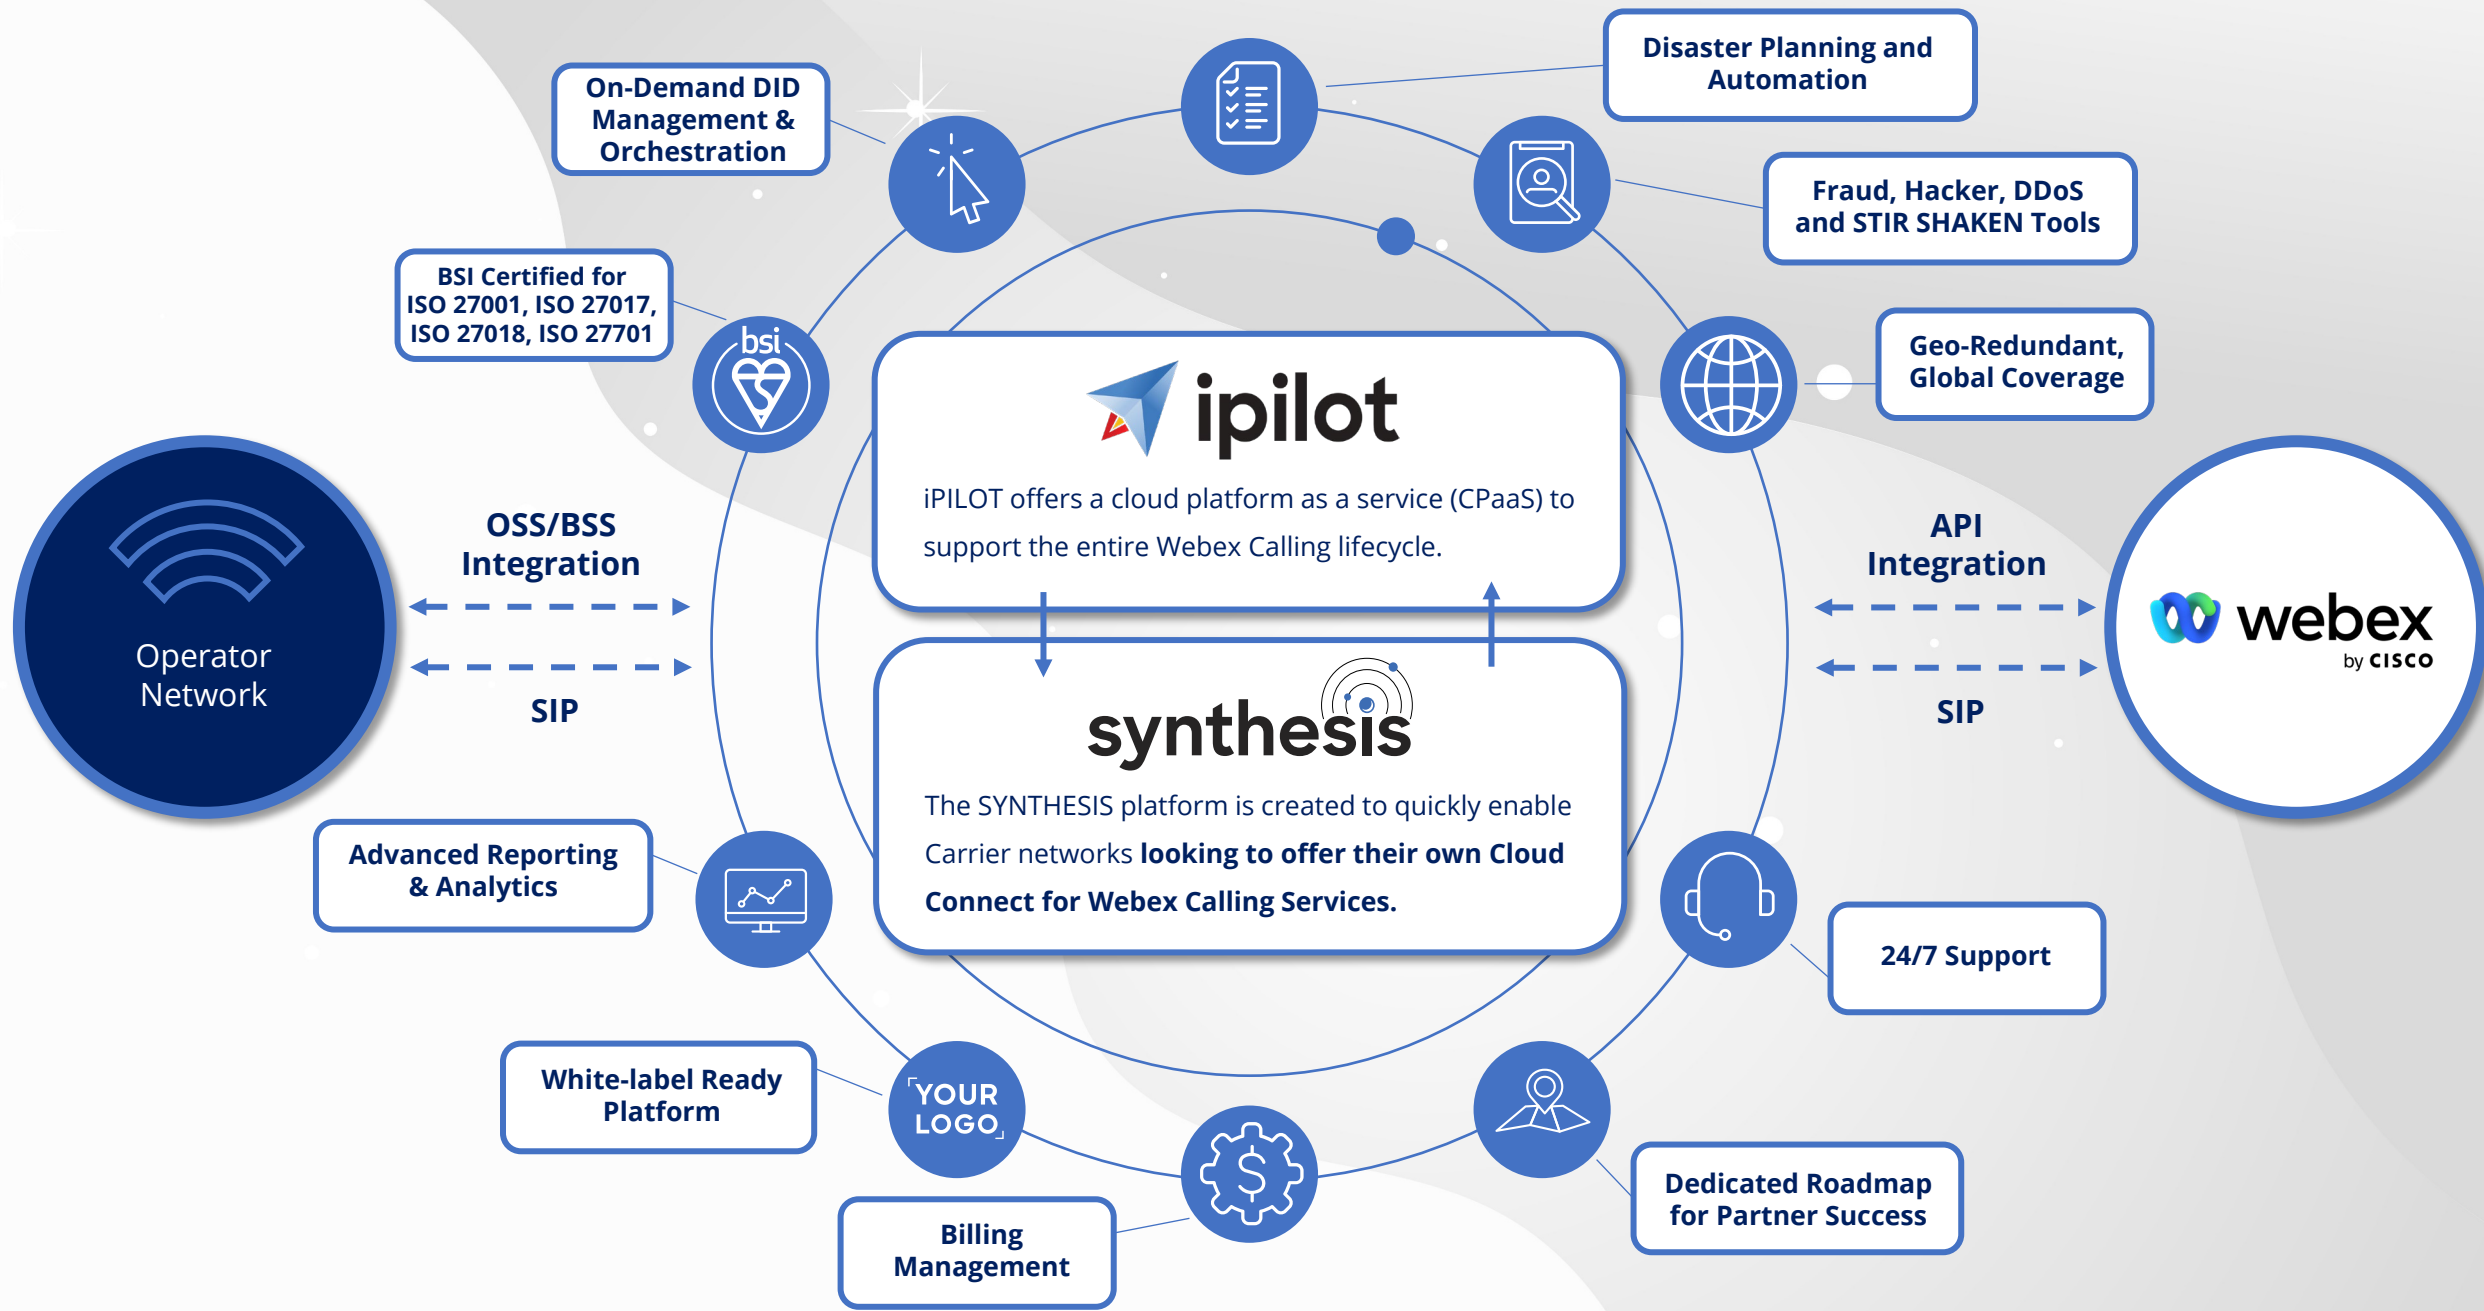 Disaster Planning and
Automation
On-Demand DID
Management &
Orchestration
Fraud, Hacker, DDoS
and STIR SHAKEN Tools
BSI Certified for
ISO 27001, ISO 27017,
ISO 27018, ISO 27701
bsi
Geo-Redundant,
Global Coverage
ipilot
iPILOT offers a cloud platform as a service (CPaaS) to
support the entire Webex Calling lifecycle.
OSS/BSS
Integration
SIP
Operator
Network
API
Integration
SIP
webex
by CISCO
synthesis
The SYNTHESIS platform is created to quickly enable
Carrier networks looking to offer their own Cloud
Connect for Webex Calling Services.
Advanced Reporting
& Analytics
24/7 Support
White-label Ready
Platform
YOUR
LOGO
$
Billing
Management
Dedicated Roadmap
for Partner Success